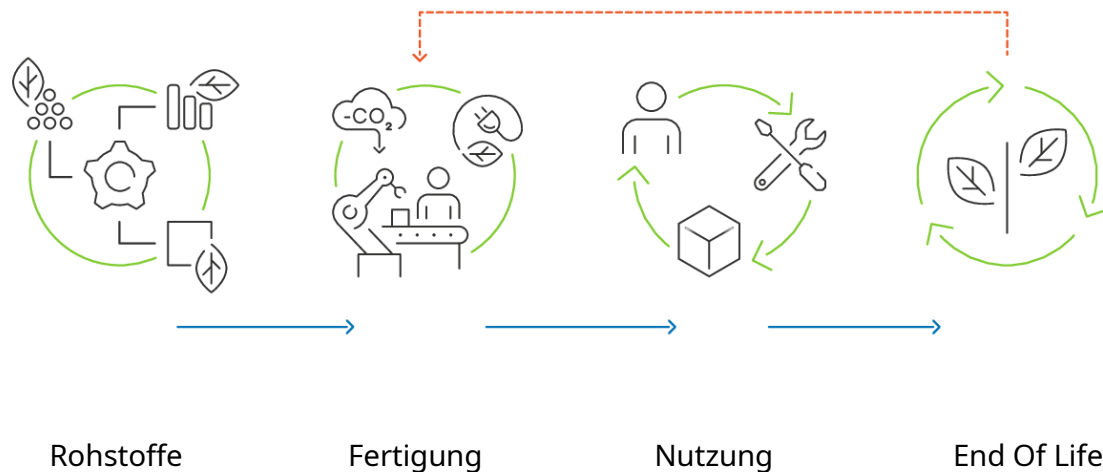 -CO₂
Rohstoffe
Fertigung
Nutzung
End Of Life